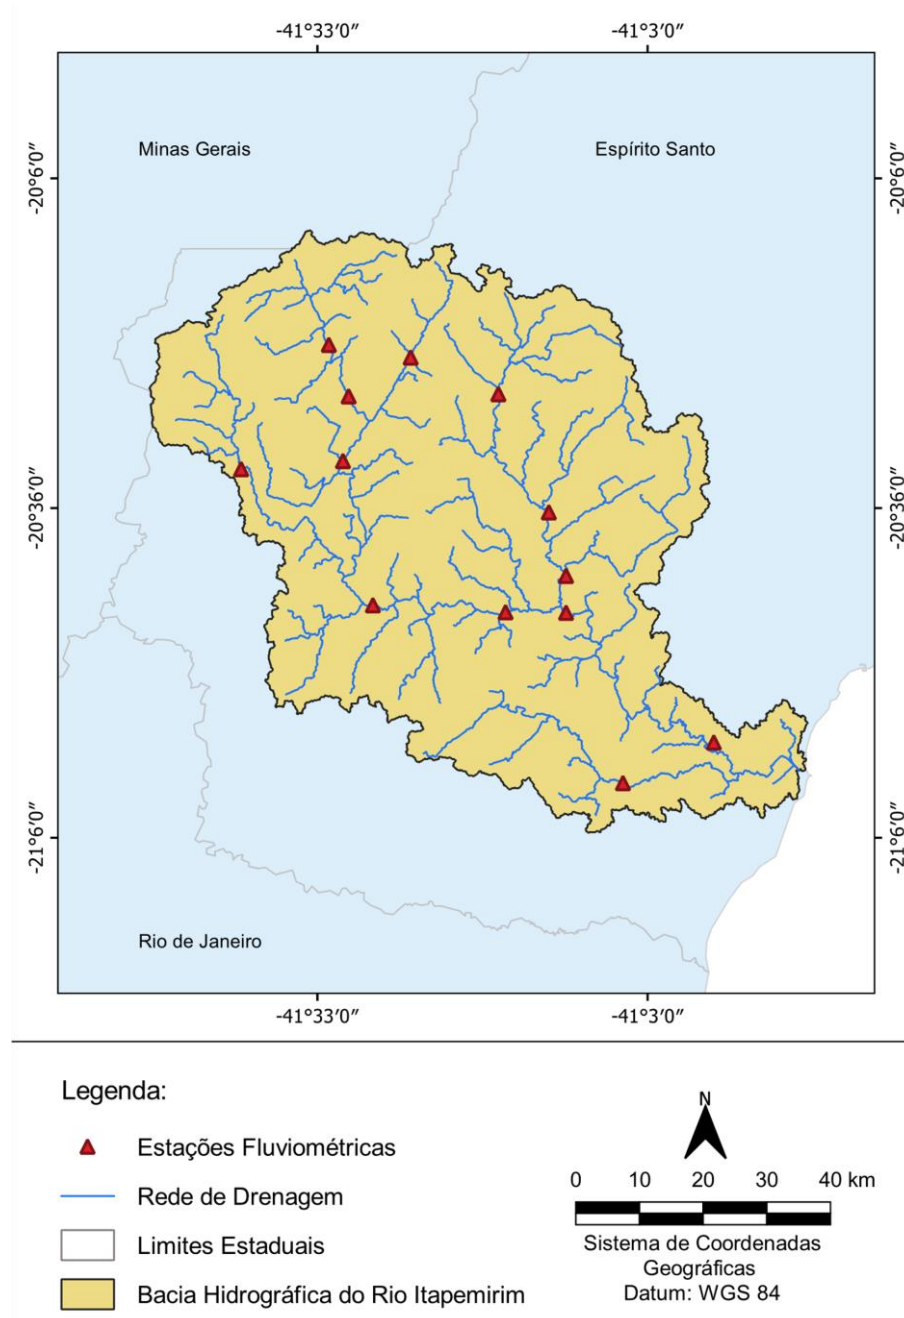 -41°33′0″
-41°3′0″
Minas Gerais
Espírito Santo
-20°6′0″
-20°6′0″
-20°36′0″
-20°36′0″
-21°6′0″
-21°6′0″
Rio de Janeiro
-41°33′0″
-41°3′0″
Legenda:
Estações Fluviométricas
Rede de Drenagem
Limites Estaduais
Bacia Hidrográfica do Rio Itapemirim
N
0 10 20 30 40 km
Sistema de Coordenadas
Geográficas
Datum: WGS 84